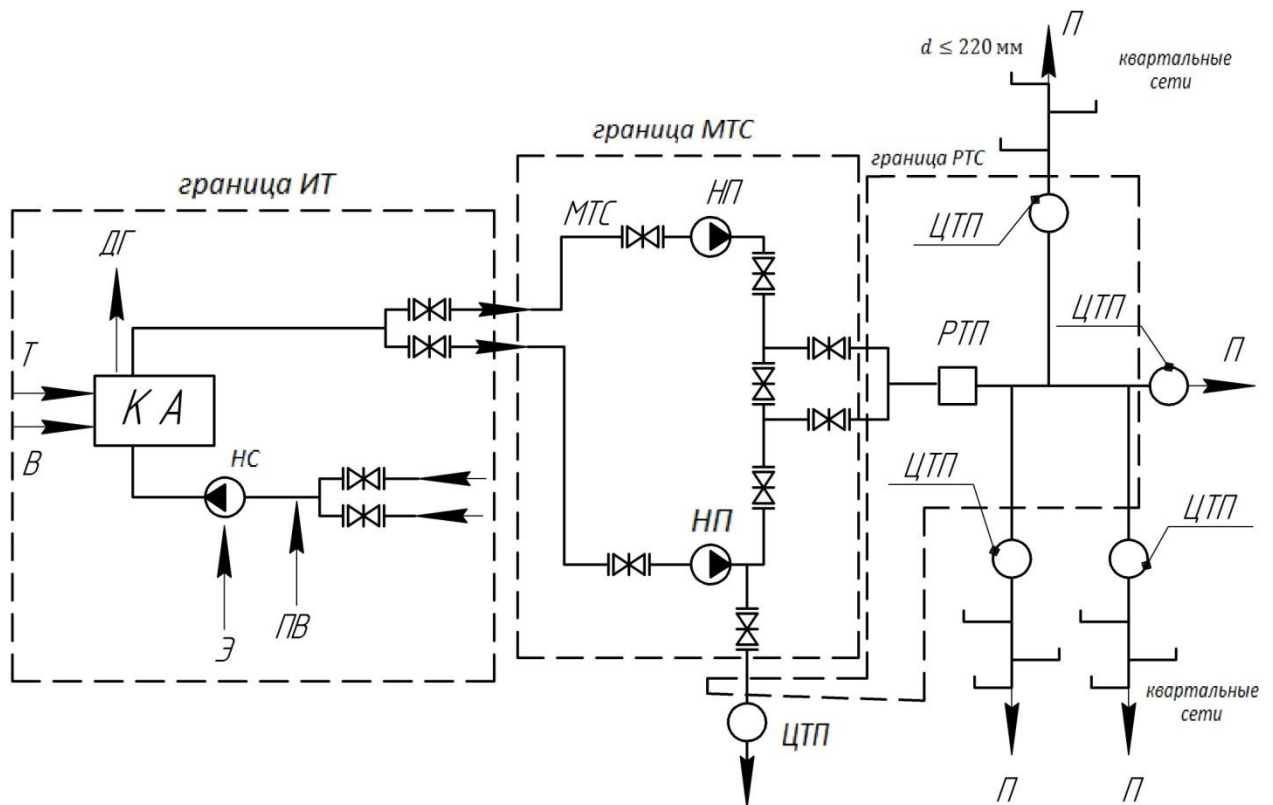 П
d ≤ 220 мм
квартальные
сети
граница МТС
граница РТС
граница ИТ
МТС
НП
ЦТП
ДГ
ЦТП
П
Т
РТП
К А
В
НС
ЦТП
ЦТП
НП
Э
ПВ
квартальные
сети
ЦТП
П
П